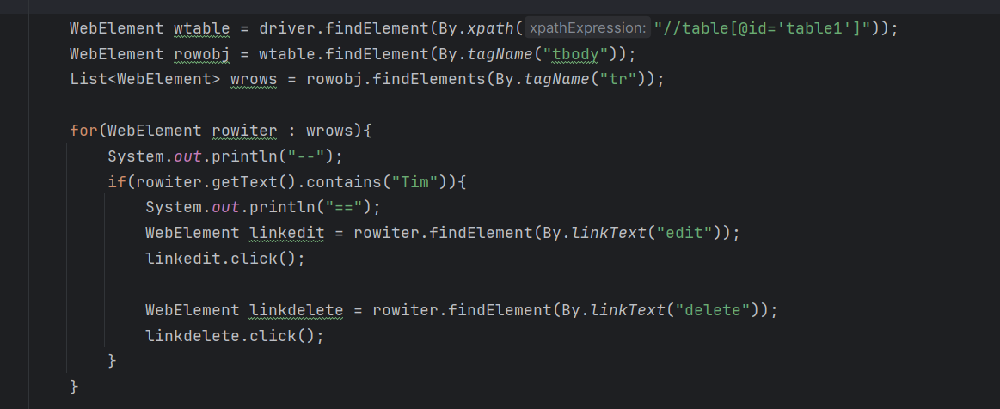 WebElement wtable = driver.findElement(By.xpath( xpathExpression: "//table[@id='table1']"));
WebElement rowobj = wtable.findElement(By.tagName("tbody"));
List<WebElement> wrows = rowobj.findElements(By.tagName("tr"));
for(WebElement rowiter : wrows){
System.out.println("--");
if(rowiter.getText().contains("Tim")){
System.out.println("==");
WebElement linkedit = rowiter.findElement(By.linkText("edit"));
linkedit.click();
WebElement linkdelete = rowiter.findElement(By.linkText("delete"));
linkdelete.click();
}
}